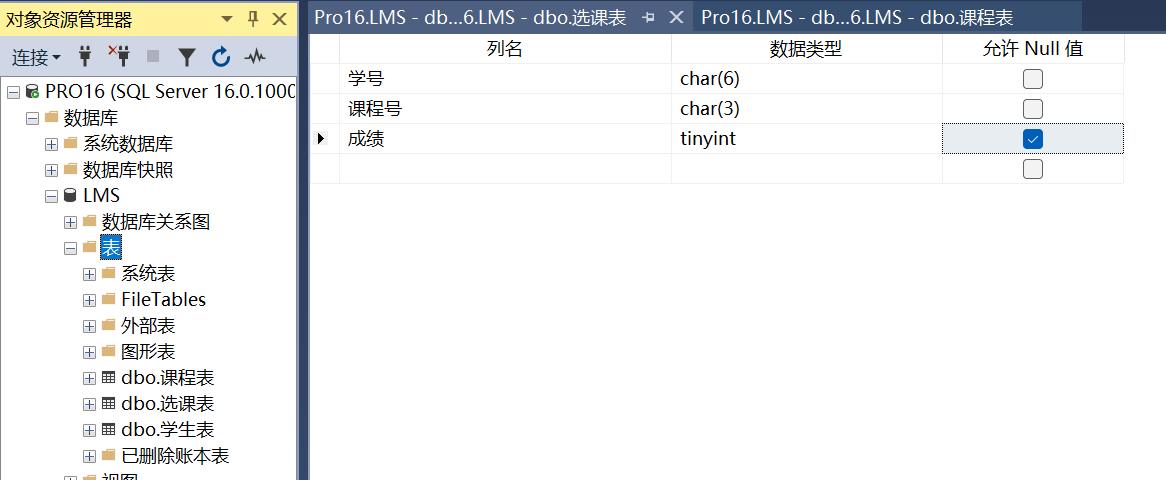 对象资源管理器
连接
PRO16 (SQL Server 16.0.1000
数据库
系统数据库
数据库快照
LMS
数据库关系图
表
系统表
FileTables
外部表
图形表
dbo.课程表
dbo.选课表
dbo.学生表
已删除账本表
视图
Pro16.LMS - db...6.LMS - dbo.选课表 Pro16.LMS - db...6.LMS - dbo.课程表
列名 数据类型 允许 Null 值
学号 char(6)
课程号 char(3)
成绩 tinyint